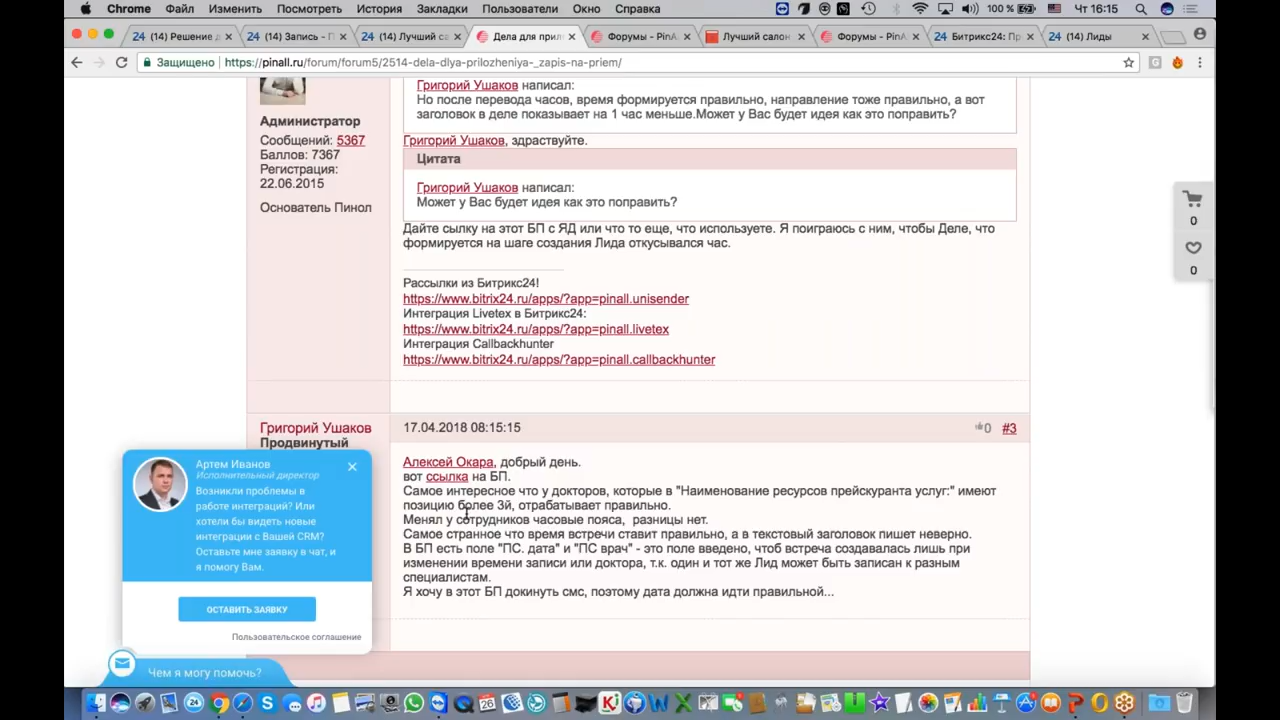 Chrome Файл Изменить Посмотреть История Закладки Пользователи Окно Справка 100 % Чт 16:15
24 (14) Решение д
24 (14) Запись - П
24 (14) Лучший са
Дела для прил
Форумы - PinA
Лучший салон
Форумы - PinA
24 Битрикс24: Пр
24 (14) Лиды
Защищено https://pinall.ru/forum/forum5/2514-dela-dlya-prilozheniya-_zapis-na-priem/
Григорий Ушаков написал:
Но после перевода часов, время формируется правильно, направление тоже правильно, а вот
заголовок в деле показывает на 1 час меньше.Может у Вас будет идея как это поправить?
Администратор
Сообщений: 5367
Баллов: 7367
Регистрация:
22.06.2015
Основатель Пинол
Григорий Ушаков, здраствуйте.
Цитата
Григорий Ушаков написал:
Может у Вас будет идея как это поправить?
Дайте сылку на этот БП с ЯД или что то еще, что используете. Я поиграюсь с ним, чтобы Деле, что
формируется на шаге создания Лида откусывался час.
Рассылки из Битрикс24!
https://www.bitrix24.ru/apps/?app=pinall.unisender
Интеграция Livetex в Битрикс24:
https://www.bitrix24.ru/apps/?app=pinall.livetex
Интеграция Callbackhunter
https://www.bitrix24.ru/apps/?app=pinall.callbackhunter
0
0
Григорий Ушаков
Продвинутый
17.04.2018 08:15:15 0 #3
Алексей Окара, добрый день.
вот ссылка на БП.
Самое интересное что у докторов, которые в "Наименование ресурсов прейскуранта услуг:" имеют
позицию более 3й, отрабатывает правильно.
Менял у сотрудников часовые пояса, разницы нет.
Самое странное что время встречи ставит правильно, а в текстовый заголовок пишет неверно.
В БП есть поле "ПС. дата" и "ПС врач" - это поле введено, чтоб встреча создавалась лишь при
изменении времени записи или доктора, т.к. один и тот же Лид может быть записан к разным
специалистам.
Я хочу в этот БП докинуть смс, поэтому дата должна идти правильной...
Артем Иванов
Исполнительный директор
Возникли проблемы в
работе интеграций? Или
хотели бы видеть новые
интеграции с Вашей CRM?
Оставьте мне заявку в чат, и
я помогу Вам.
ОСТАВИТЬ ЗАЯВКУ
Пользовательское соглашение
Чем я могу помочь?